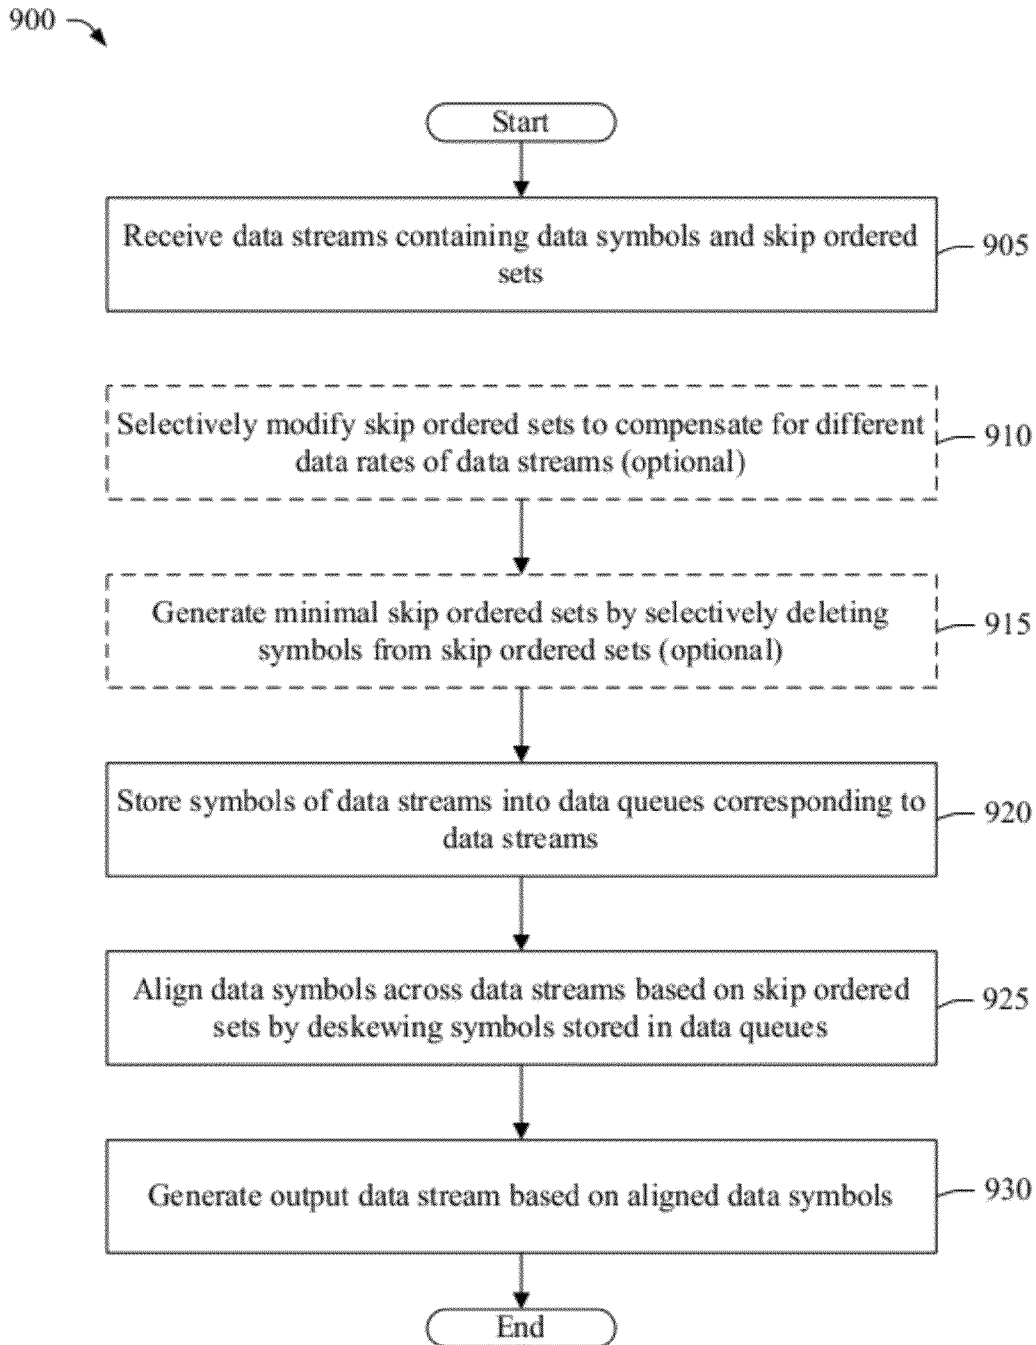 900
Start
Receive data streams containing data symbols and skip ordered
sets
905
Selectively modify skip ordered sets to compensate for different
data rates of data streams (optional)
910
Generate minimal skip ordered sets by selectively deleting
symbols from skip ordered sets (optional)
915
Store symbols of data streams into data queues corresponding to
data streams
920
Align data symbols across data streams based on skip ordered
sets by deskewing symbols stored in data queues
925
Generate output data stream based on aligned data symbols
930
End